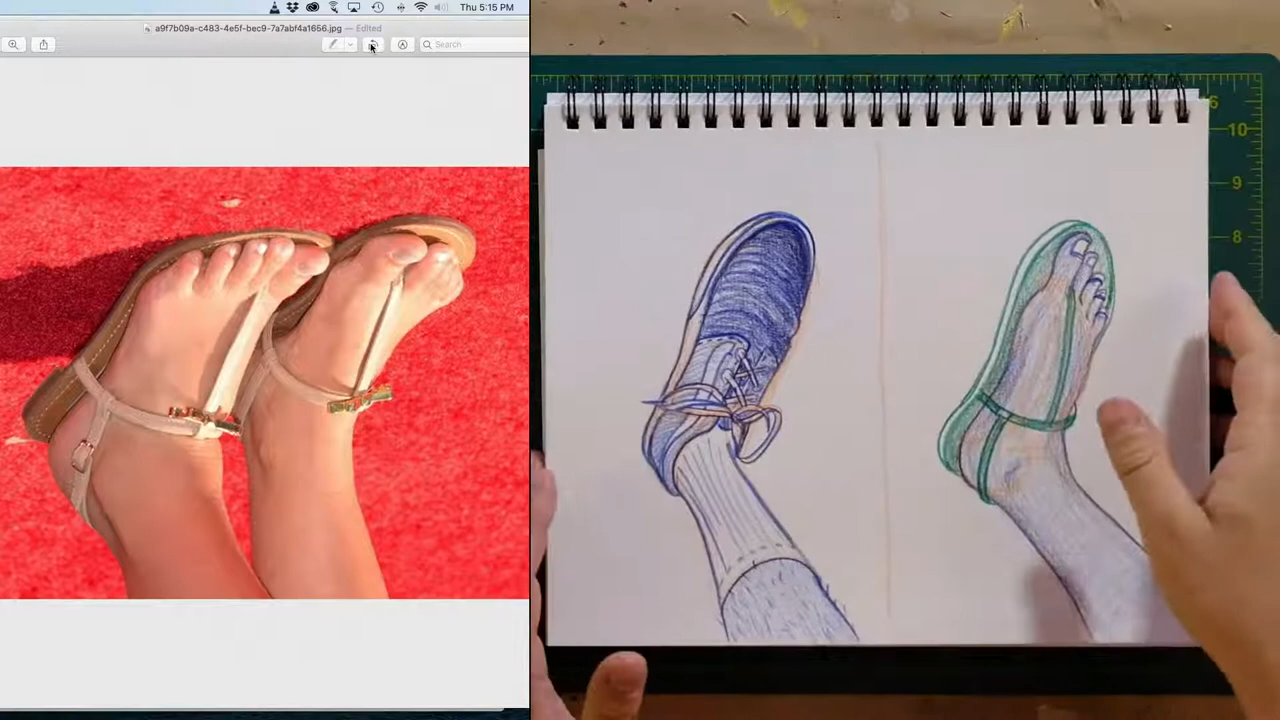 Thu 5:15 PM
a9f7b09a-c483-4e5f-bec9-7a7abf4a1656.jpg — Edited
Search
6
10
9
8